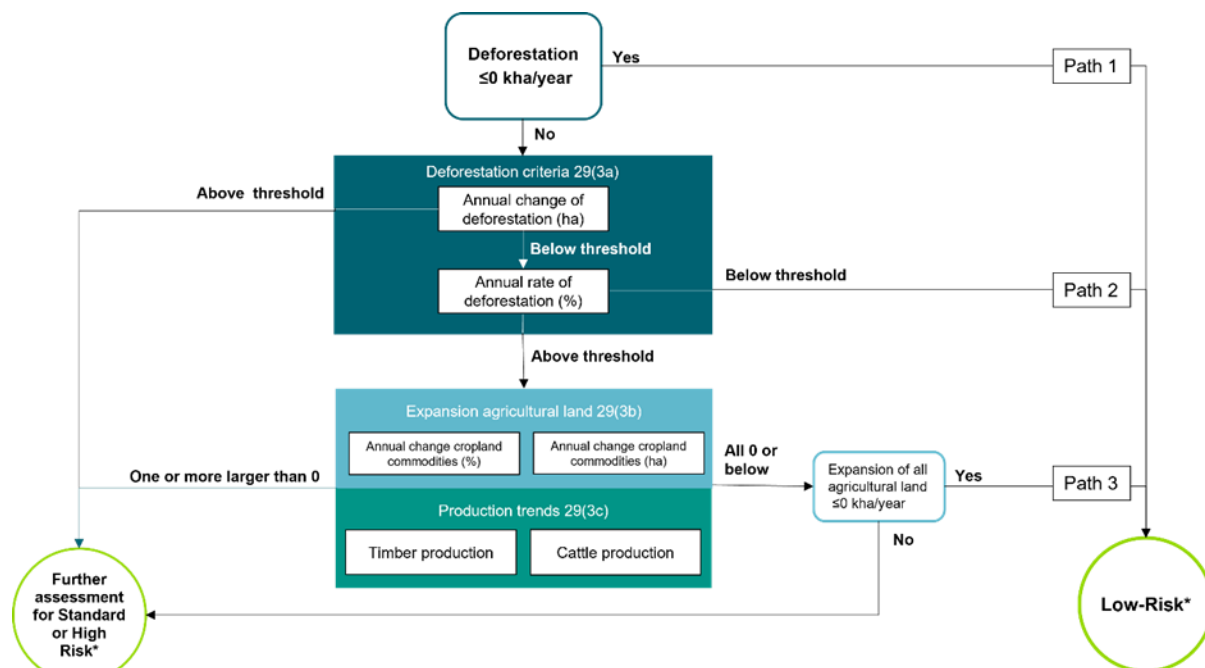 Deforestation
≤0 kha/year
Yes
Path 1
No
Deforestation criteria 29(3a)
Above threshold
Annual change of
deforestation (ha)
Below threshold
Annual rate of
deforestation (%)
Below threshold
Path 2
Above threshold
Expansion agricultural land 29(3b)
Annual change cropland
commodities (%)
Annual change cropland
commodities (ha)
All 0 or
below
One or more larger than 0
Expansion of all
agricultural land
≤0 kha/year
Yes
Path 3
Production trends 29(3c)
Timber production
Cattle production
No
Further
assessment
for Standard
or High
Risk*
Low-Risk*